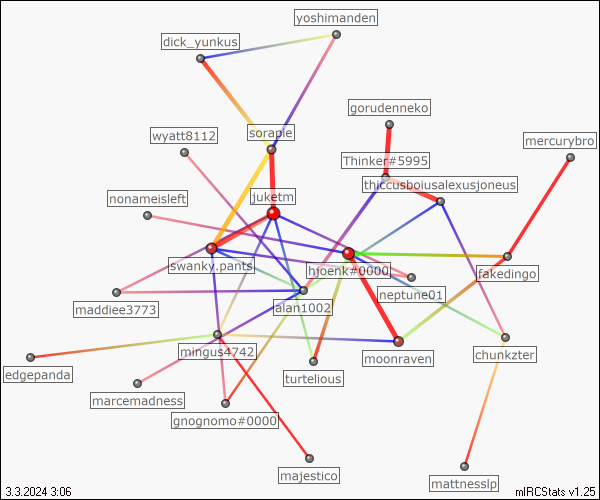 yoshimanden
dick_yunkus
gorudenneko
wyatt8112
sorapie
mercurybro
Thinker#5995
thiccusboiusalexusjoneus
nonameisleft
juketm
swanky.pants
hjoenk#0000
fakedingo
neptune01
maddiee3773
alan1002
mingus4742
moonraven
chunkzter
edgepanda
turtelious
marcemadness
gnognomo#0000
majestico
mattnesslp
3.3.2024 3:06
mIRCStats v1.25